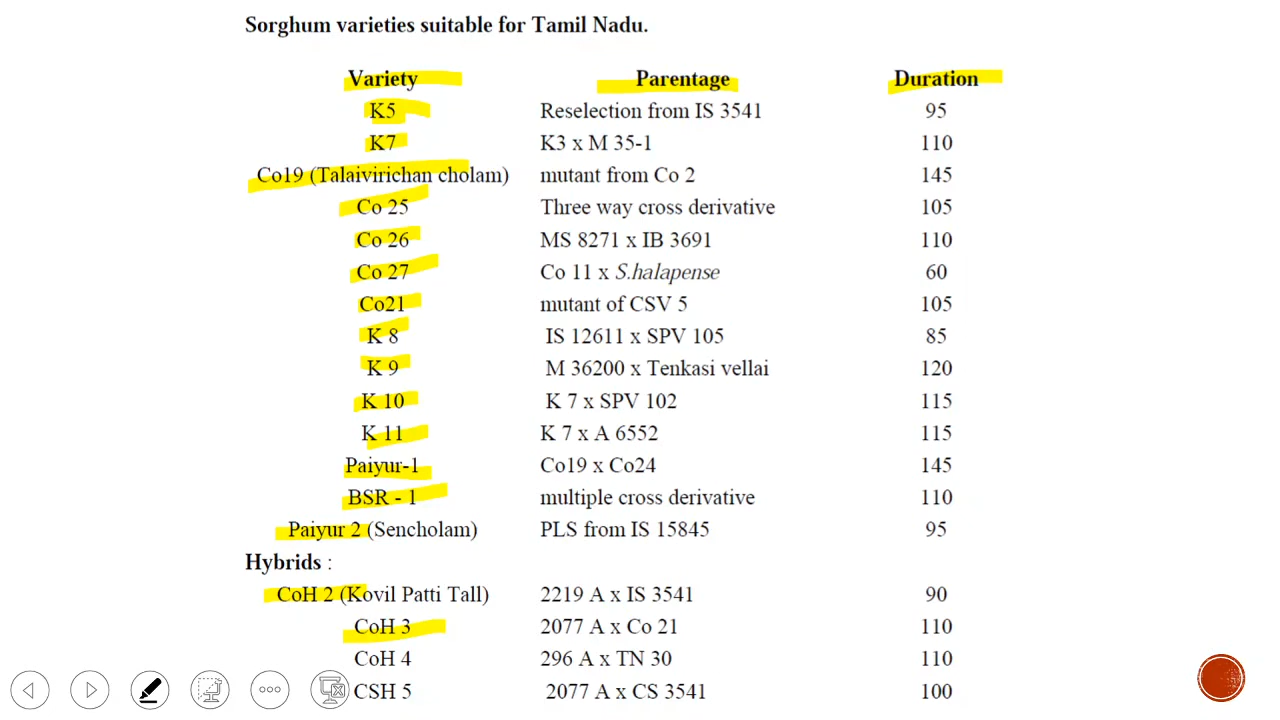 Sorghum varieties suitable for Tamil Nadu.
Variety Parentage Duration
K5 Reselection from IS 3541 95
K7 K3 x M 35-1 110
Co19 (Talaivirichan cholam) mutant from Co 2 145
Co 25 Three way cross derivative 105
Co 26 MS 8271 x IB 3691 110
Co 27 Co 11 x S.halapense 60
Co21 mutant of CSV 5 105
K 8 IS 12611 x SPV 105 85
K 9 M 36200 x Tenkasi vellai 120
K 10 K 7 x SPV 102 115
K 11 K 7 x A 6552 115
Paiyur-1 Co19 x Co24 145
BSR - 1 multiple cross derivative 110
Paiyur 2 (Sencholam) PLS from IS 15845 95
Hybrids :
CoH 2 (Kovil Patti Tall) 2219 A x IS 3541 90
CoH 3 2077 A x Co 21 110
CoH 4 296 A x TN 30 110
CSH 5 2077 A x CS 3541 100